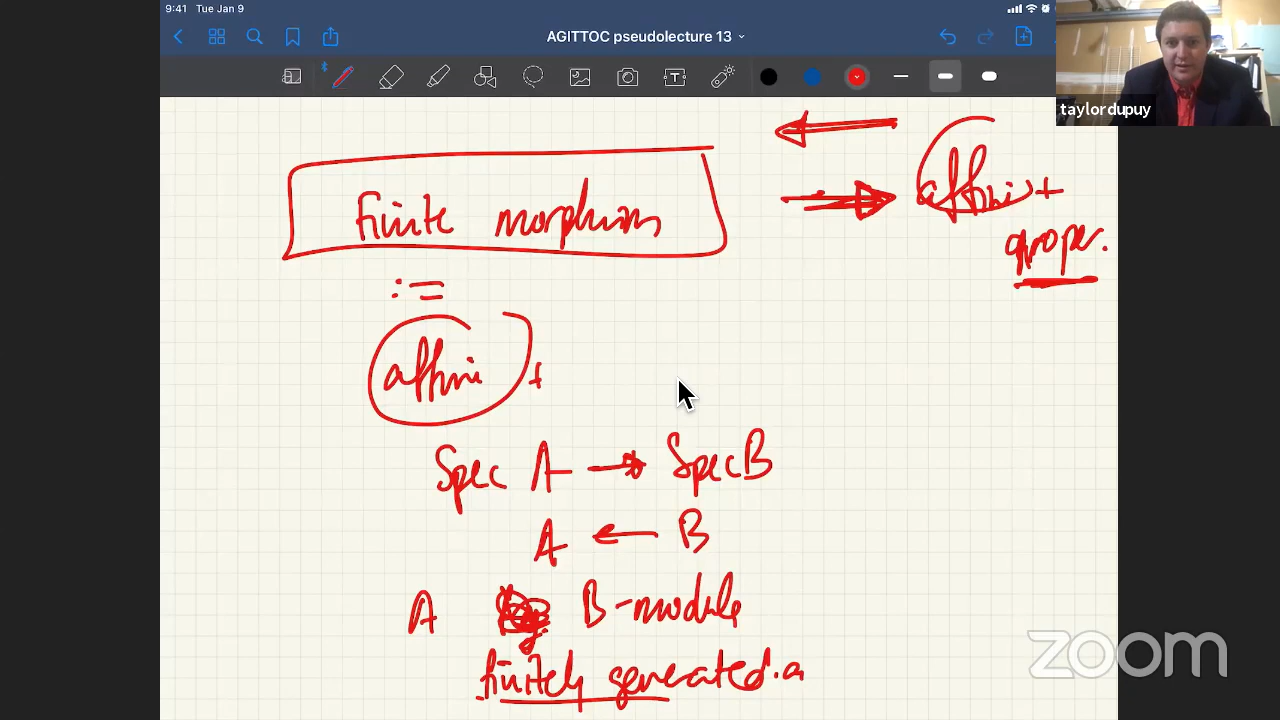 9:41 Tue Jan 9
AGITTOC pseudolecture 13
taylordupuy
finite morphism
affine +
proper.
:=
affine +
Spec A → Spec B
A ← B
A B-module
finitely generated.
zoom